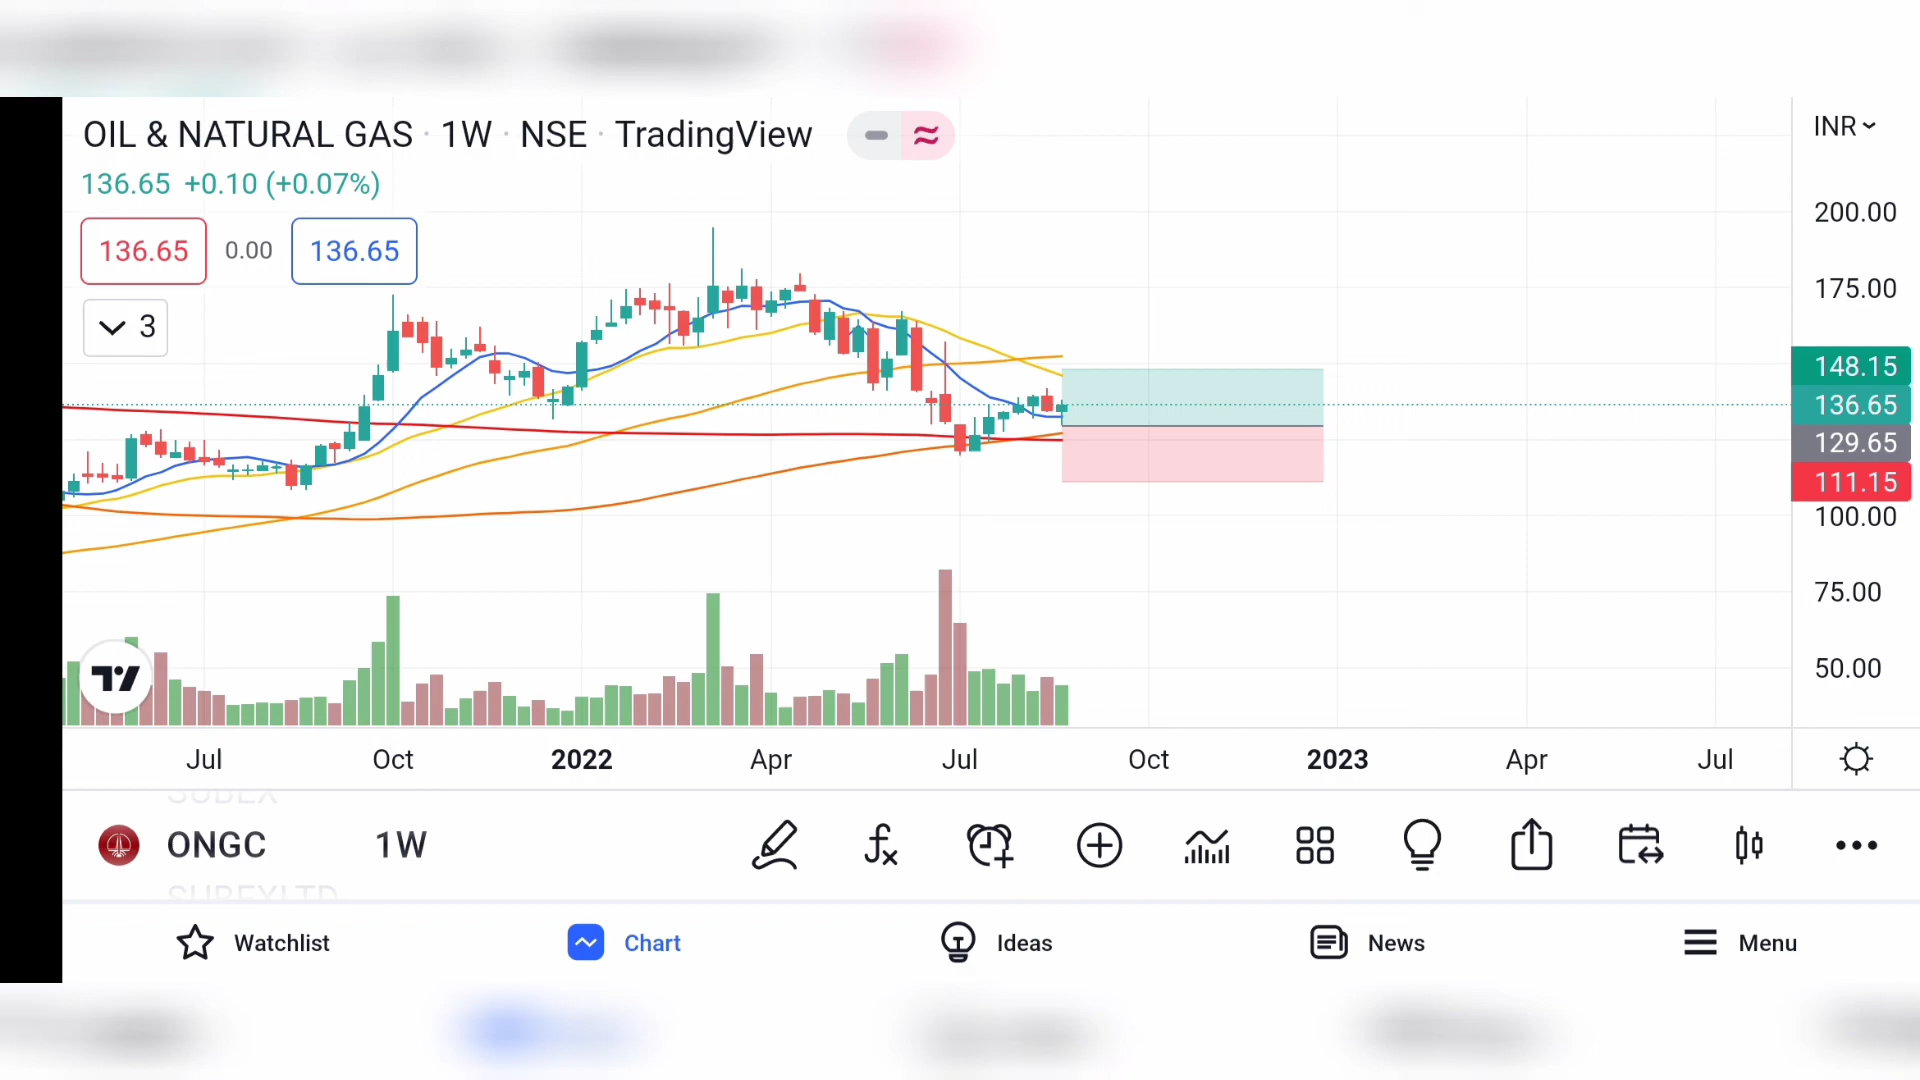 OIL & NATURAL GAS · 1W · NSE · TradingView
INR
136.65 +0.10 (+0.07%)
136.65 0.00 136.65
3
200.00
175.00
148.15
136.65
129.65
111.15
100.00
75.00
50.00
Jul Oct 2022 Apr Jul Oct 2023 Apr Jul
SUBEX
ONGC 1W
SUBEXLTD
Watchlist Chart Ideas News Menu